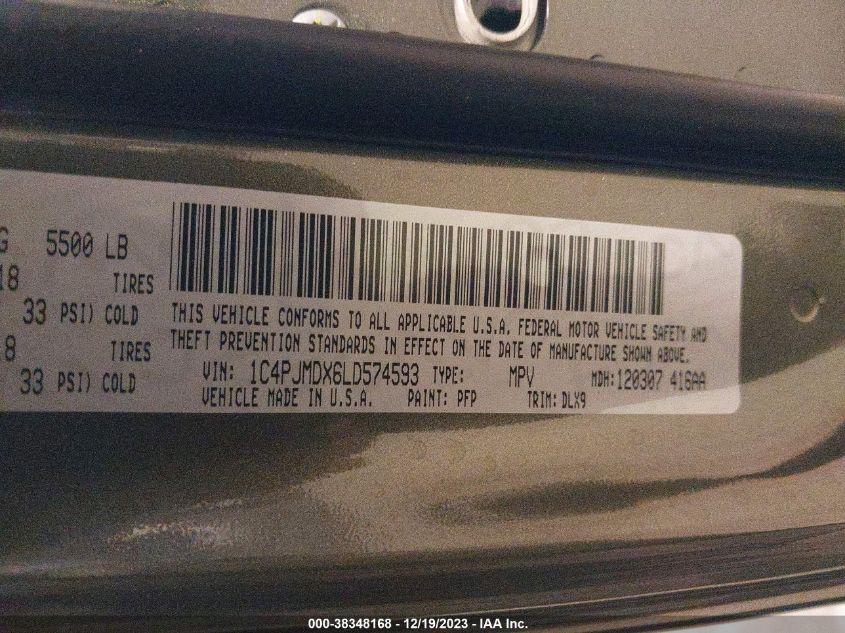 G 5500 LB
18 TIRES
33 PSI) COLD
8 TIRES
33 PSI) COLD
THIS VEHICLE CONFORMS TO ALL APPLICABLE U.S.A. FEDERAL MOTOR VEHICLE SAFETY AND
THEFT PREVENTION STANDARDS IN EFFECT ON THE DATE OF MANUFACTURE SHOWN ABOVE.
VIN: 1C4PJMDX6LD574593 TYPE: MPV MDH: 120307 416AA
VEHICLE MADE IN U.S.A. PAINT: PFP TRIM: DLX9
000-38348168 - 12/19/2023 - IAA Inc.